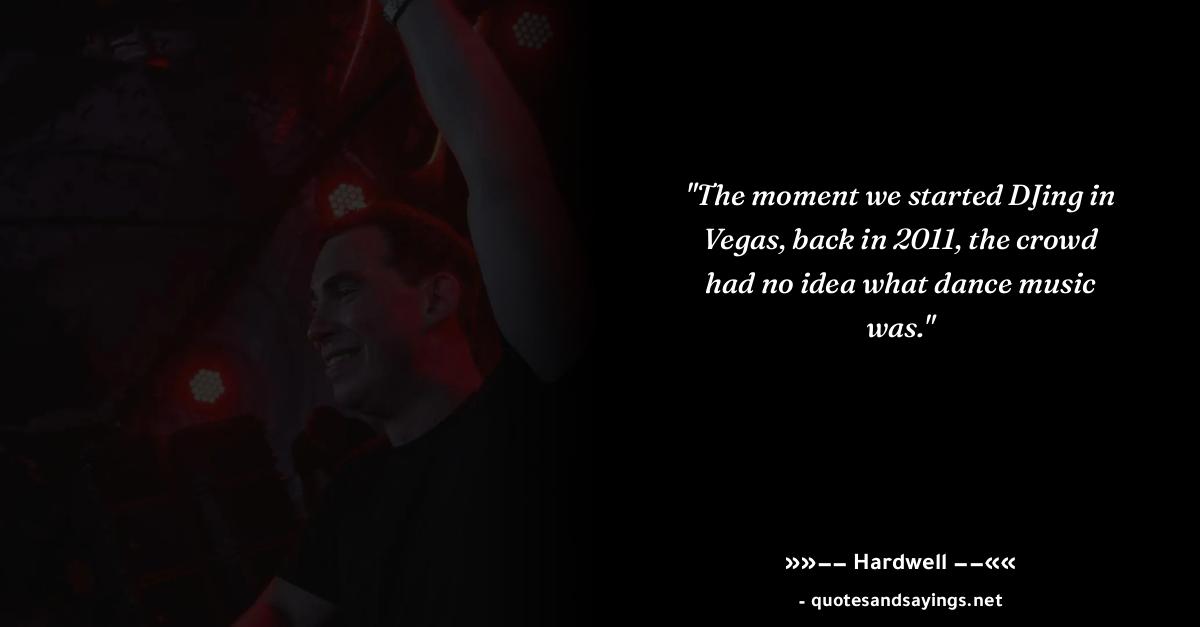 "The moment we started DJing in
Vegas, back in 2011, the crowd
had no idea what dance music
was."
»»−− Hardwell −−««
- quotesandsayings.net